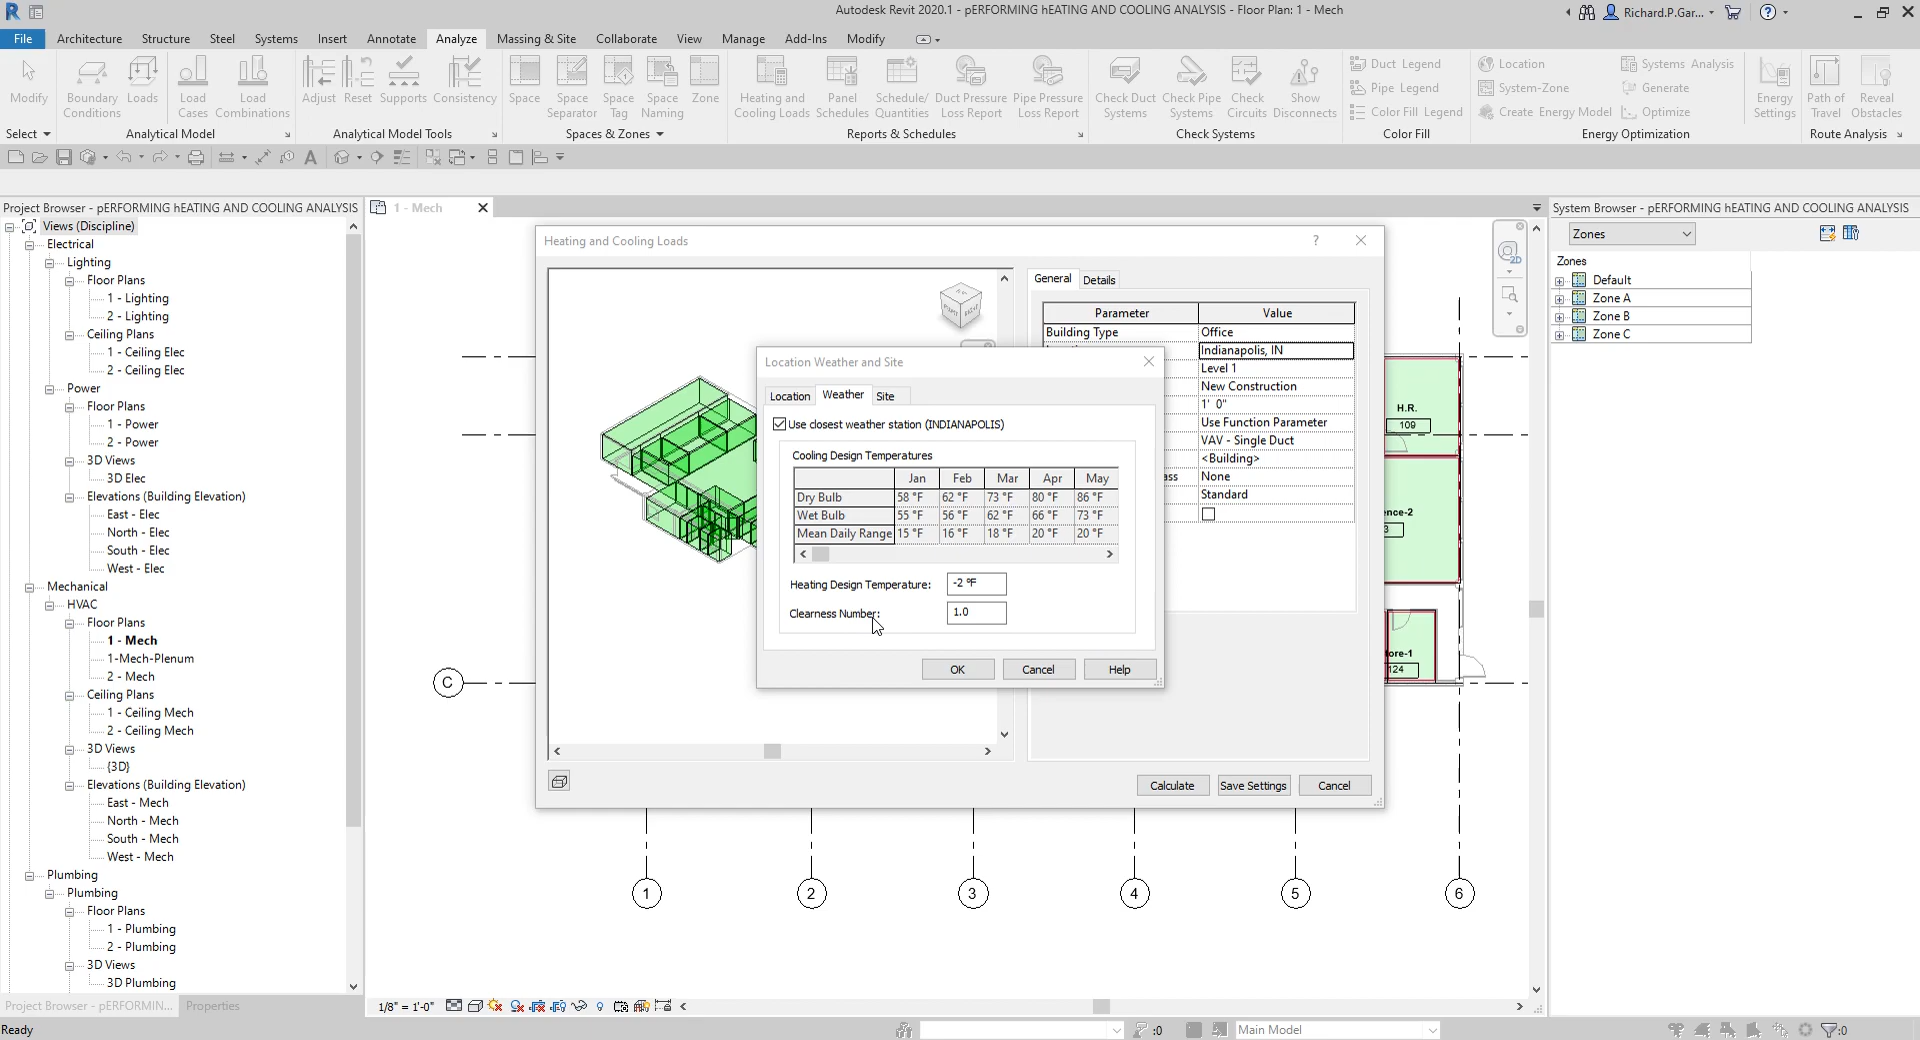 Autodesk Revit 2020.1 - pERFORMING hEATING AND COOLING ANALYSIS - Floor Plan: 1 - Mech
Richard.P.Gar...
File Architecture Structure Steel Systems Insert Annotate Analyze Massing & Site Collaborate View Manage Add-Ins Modify
Modify
Boundary Conditions
Loads
Load Cases
Load Combinations
Adjust
Reset
Supports
Consistency
Space
Space Separator
Space Tag
Space Naming
Zone
Heating and Cooling Loads
Panel Schedules
Schedule/ Quantities
Duct Pressure Loss Report
Pipe Pressure Loss Report
Check Duct Systems
Check Pipe Systems
Check Circuits
Show Disconnects
Duct Legend
Pipe Legend
Color Fill Legend
Location
System-Zone
Create Energy Model
Systems Analysis
Generate
Optimize
Energy Settings
Path of Travel
Reveal Obstacles
Select
Analytical Model
Analytical Model Tools
Spaces & Zones
Reports & Schedules
Check Systems
Color Fill
Energy Optimization
Route Analysis
Project Browser - pERFORMING hEATING AND COOLING ANALYSIS
Views (Discipline)
Electrical
Lighting
Floor Plans
1 - Lighting
2 - Lighting
Ceiling Plans
1 - Ceiling Elec
2 - Ceiling Elec
Power
Floor Plans
1 - Power
2 - Power
3D Views
3D Elec
Elevations (Building Elevation)
East - Elec
North - Elec
South - Elec
West - Elec
Mechanical
HVAC
Floor Plans
1 - Mech
1-Mech-Plenum
2 - Mech
Ceiling Plans
1 - Ceiling Mech
2 - Ceiling Mech
3D Views
{3D}
Elevations (Building Elevation)
East - Mech
North - Mech
South - Mech
West - Mech
Plumbing
Plumbing
Floor Plans
1 - Plumbing
2 - Plumbing
3D Views
3D Plumbing
Project Browser - pERFORMIN...
Properties
1 - Mech
Heating and Cooling Loads
?
General
Details
Parameter Value
Building Type Office
Indianapolis, IN
Level 1
New Construction
1' 0"
Use Function Parameter
VAV - Single Duct
<Building>
ass None
Standard
Location Weather and Site
Location Weather Site
Use closest weather station (INDIANAPOLIS)
Cooling Design Temperatures
Jan Feb Mar Apr May
Dry Bulb 58 °F 62 °F 73 °F 80 °F 86 °F
Wet Bulb 55 °F 56 °F 62 °F 66 °F 73 °F
Mean Daily Range 15 °F 16 °F 18 °F 20 °F 20 °F
Heating Design Temperature: -2 °F
Clearness Number: 1.0
OK Cancel Help
Calculate Save Settings Cancel
2D
H.R.
109
nce-2
3
ore-1
124
C
1 2 3 4 5 6
System Browser - pERFORMING hEATING AND COOLING ANALYSIS
Zones
Zones
Default
Zone A
Zone B
Zone C
1/8" = 1'-0"
Ready
:0
Main Model
:0